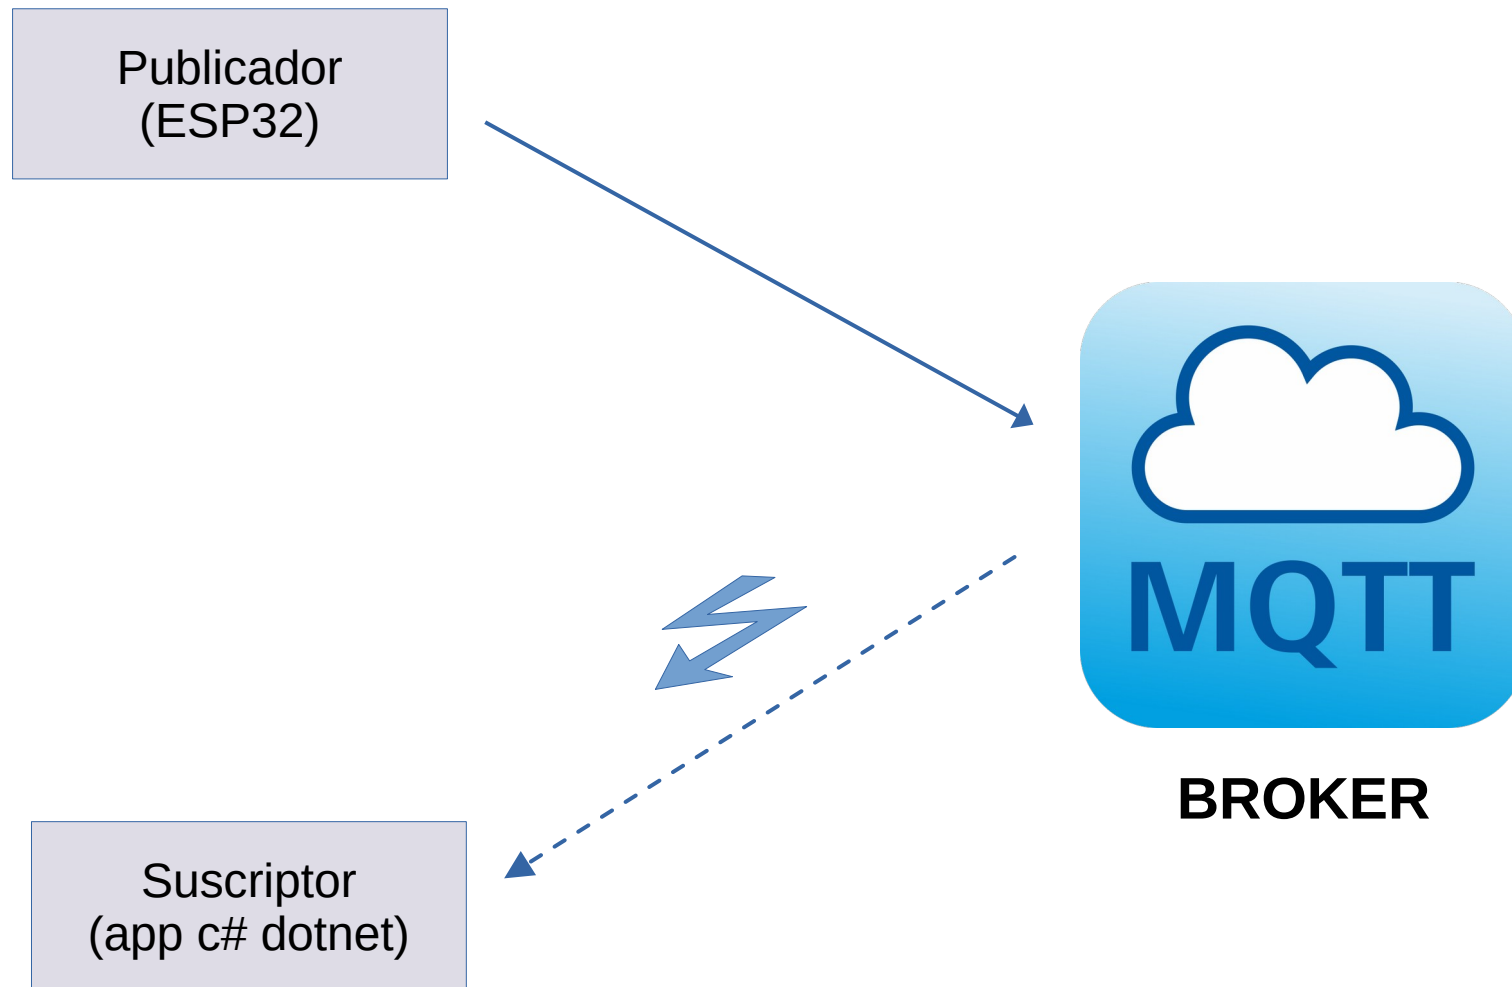 Publicador
(ESP32)
MQTT
BROKER
Suscriptor
(app c# dotnet)